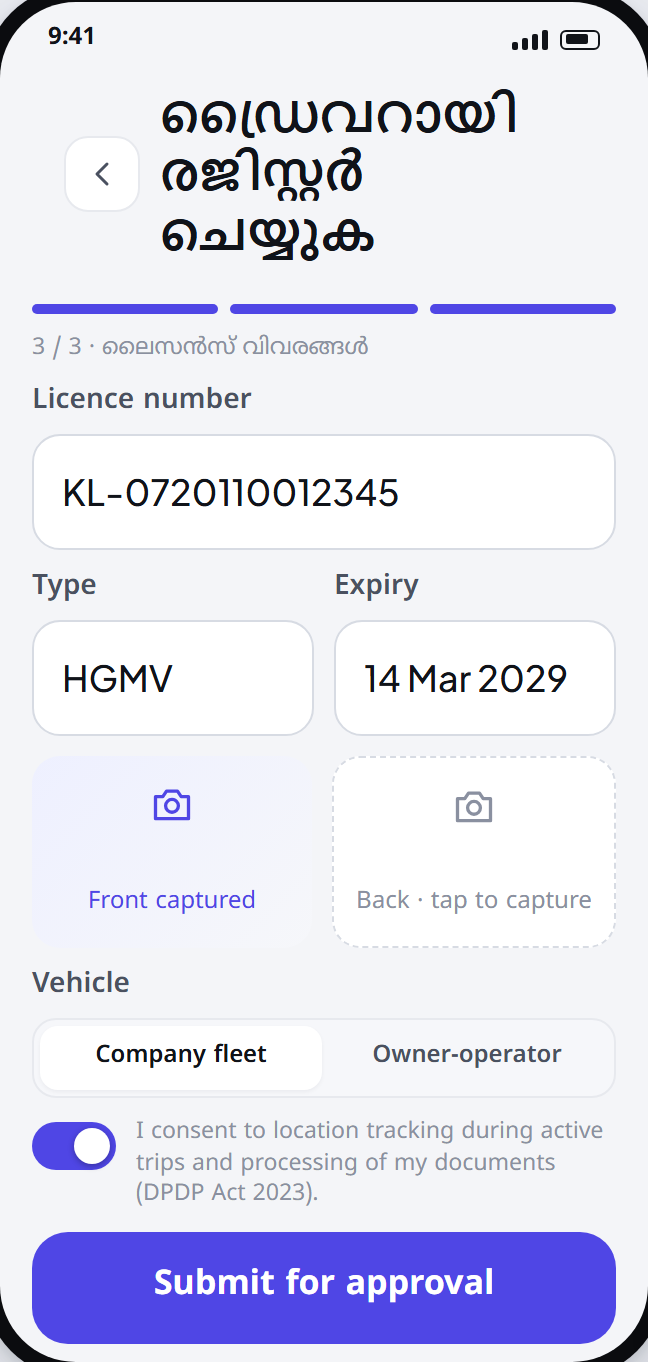 9:41
ഡ്രൈവറായി
രജിസ്റ്റർ
ചെയ്യുക
3 / 3 · ലൈസൻസ് വിവരങ്ങൾ
Licence number
KL-0720110012345
Type
Expiry
HGMV
14 Mar 2029
Front captured
Back · tap to capture
Vehicle
Company fleet
Owner-operator
I consent to location tracking during active
trips and processing of my documents
(DPDP Act 2023).
Submit for approval